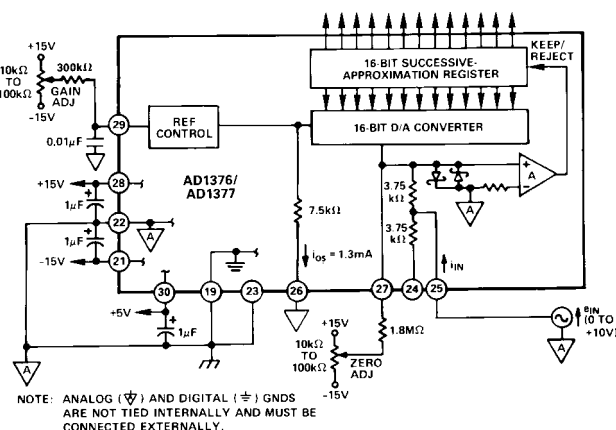 +15V
10kΩ
TO
100kΩ
-15V
300kΩ
GAIN
ADJ
0.01μF
29
REF
CONTROL
16-BIT SUCCESSIVE-
APPROXIMATION REGISTER
KEEP/
REJECT
16-BIT D/A CONVERTER
AD1376/
AD1377
+15V
28
1μF
22
A
1μF
-15V
21
7.5kΩ
iOS = 1.3mA
3.75
kΩ
3.75
kΩ
A
+
−
A
iIN
30
19
23
26
27
24
25
+5V
+
1μF
A
+15V
10kΩ
TO
100kΩ
-15V
ZERO
ADJ
1.8MΩ
eIN
(0 TO
+10V)
A
NOTE: ANALOG (A) AND DIGITAL (⏚) GNDS
ARE NOT TIED INTERNALLY AND MUST BE
CONNECTED EXTERNALLY.